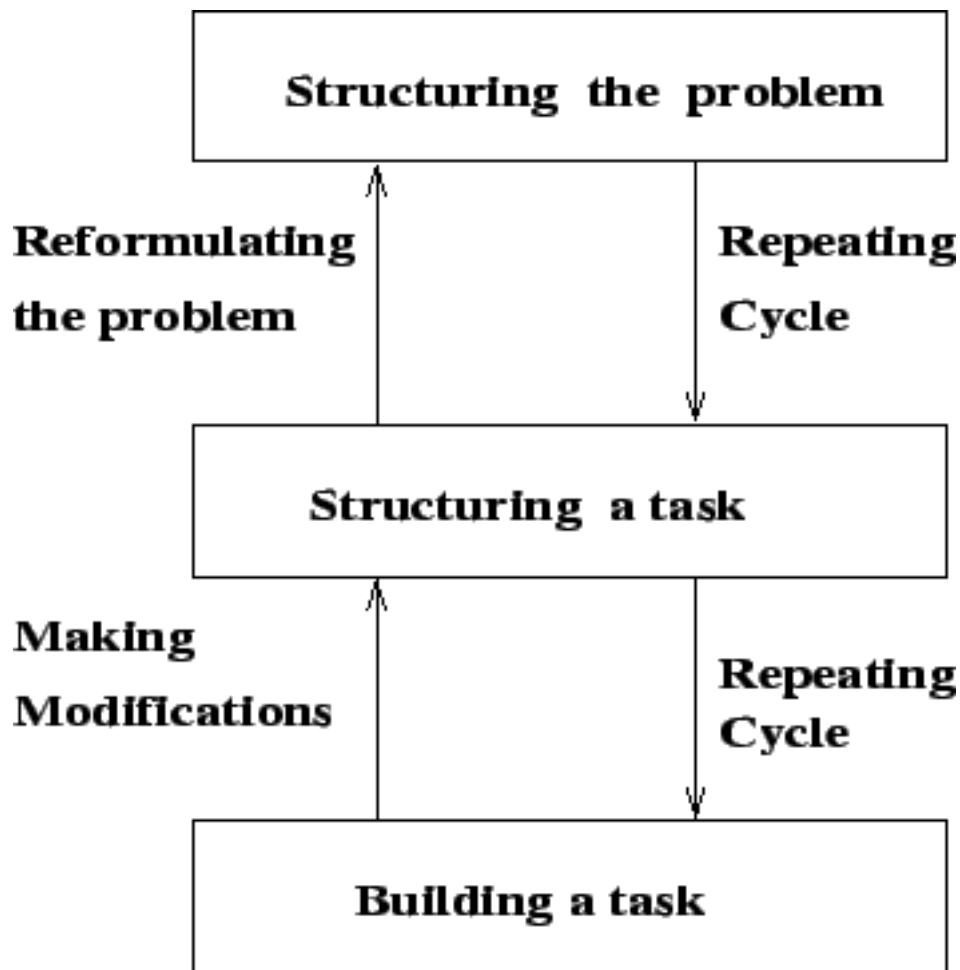 Structuring the problem
Reformulating
the problem
Repeating
Cycle
Structuring a task
Making
Modifications
Repeating
Cycle
Building a task